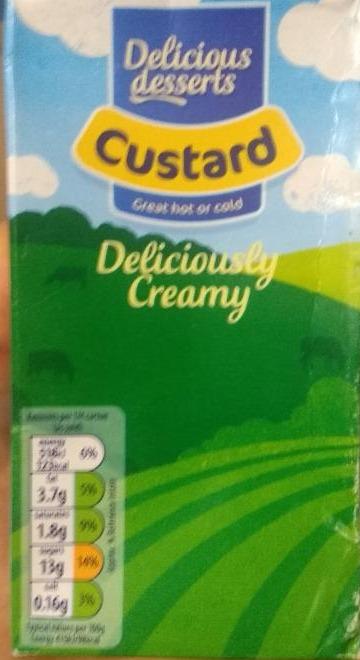 Delicious
desserts
Custard
Great hot or cold
Deliciously
Creamy
energy
6%
fat
3.7g 5%
saturates
1.8g 9%
sugars
13g 14%
salt
0.16g 3%